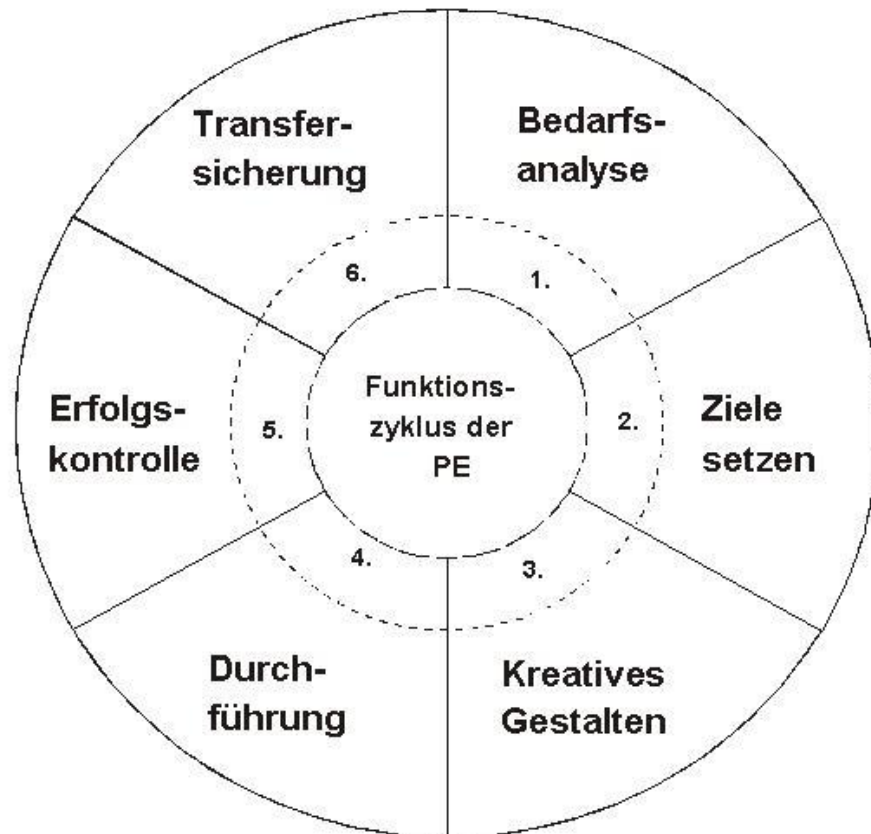 Transfer-
sicherung
Bedarfs-
analyse
6.
1.
Funktions-
zyklus der
PE
Erfolgs-
kontrolle
5.
2.
Ziele
setzen
4.
3.
Durch-
führung
Kreatives
Gestalten